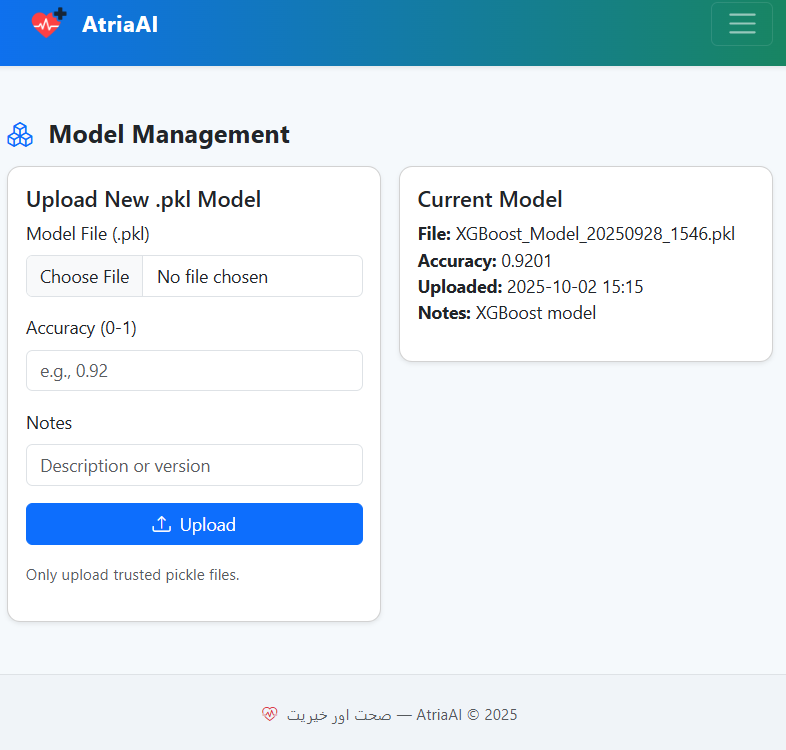 AtriaAI
Model Management
Upload New .pkl Model
Model File (.pkl)
Choose File No file chosen
Accuracy (0-1)
e.g., 0.92
Notes
Description or version
Upload
Only upload trusted pickle files.
Current Model
File: XGBoost_Model_20250928_1546.pkl
Accuracy: 0.9201
Uploaded: 2025-10-02 15:15
Notes: XGBoost model
صحت اور خیریت — AtriaAI © 2025